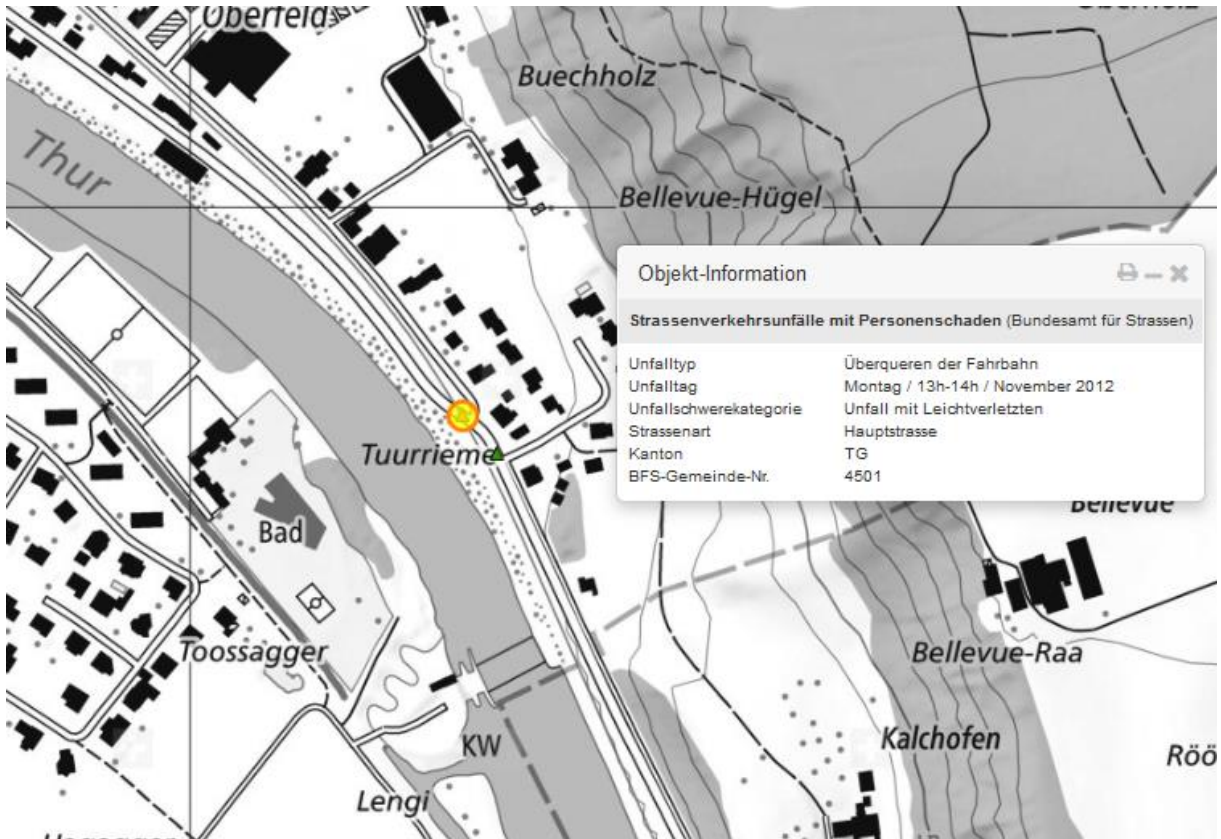 Oberfeld
Buechholz
Thur
Bellevue-Hügel
Objekt-Information
Strassenverkehrsunfälle mit Personenschaden (Bundesamt für Strassen)
Unfalltyp Überqueren der Fahrbahn
Unfalltag Montag / 13h-14h / November 2012
Unfallschwerekategorie Unfall mit Leichtverletzten
Strassenart Hauptstrasse
Kanton TG
BFS-Gemeinde-Nr. 4501
Tuurrieme
Bellevue
Bad
Toossagger
Bellevue-Raa
KW
Kalchofen
Röö
Lengi